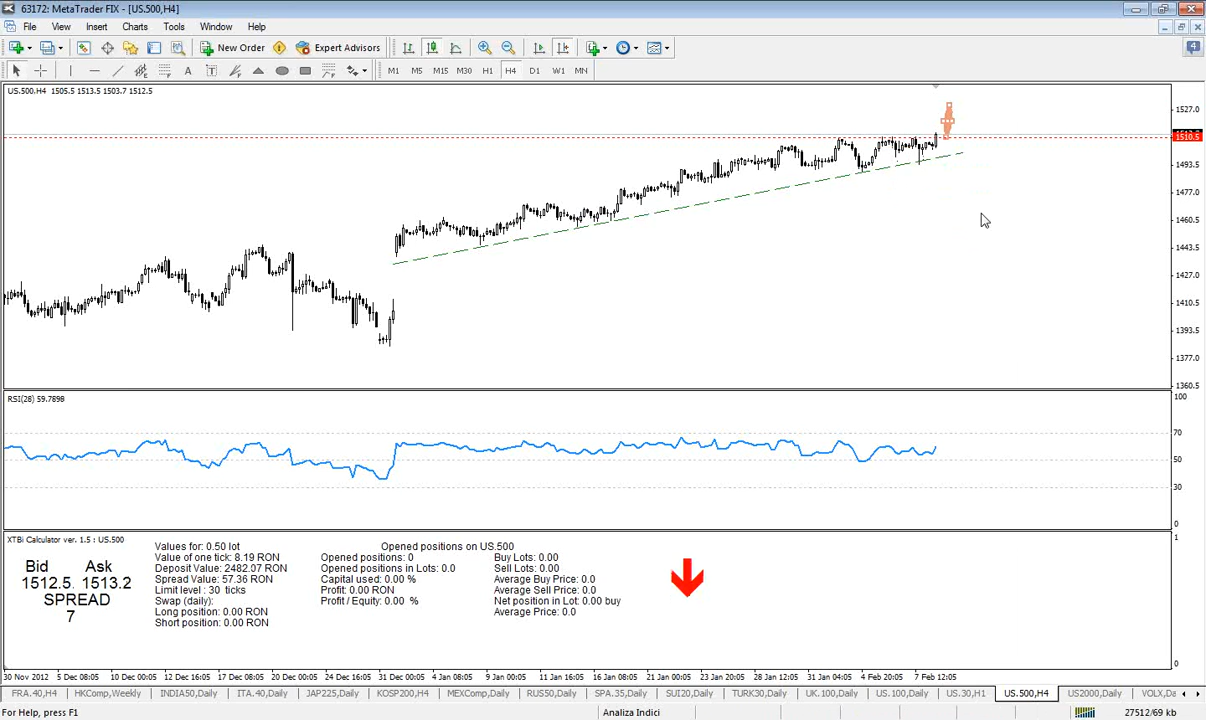 63172: MetaTrader FIX - [US.500,H4]
File View Insert Charts Tools Window Help
New Order Expert Advisors 4
A T M1 M5 M15 M30 H1 H4 D1 W1 MN
US.500,H4 1505.5 1513.5 1503.7 1512.5
1527.0
1510.5
1493.5
1477.0
1460.5
1443.5
1427.0
1410.5
1393.5
1377.0
1360.5
RSI(28) 59.7898
100
70
50
30
0
XTBi Calculator ver. 1.5 : US.500
1
Bid Ask
1512.5 1513.2
SPREAD
7
Values for: 0.50 lot
Value of one tick: 8.19 RON
Deposit Value: 2482.07 RON
Spread Value: 57.36 RON
Limit level : 30 ticks
Swap (daily):
Long position: 0.00 RON
Short position: 0.00 RON
Opened positions on US.500
Opened positions: 0
Opened positions in Lots: 0.0
Capital used: 0.00 %
Profit: 0.00 RON
Profit / Equity: 0.00 %
Buy Lots: 0.00
Sell Lots: 0.00
Average Buy Price: 0.0
Average Sell Price: 0.0
Net position in Lot: 0.00 buy
Average Price: 0.0
0
30 Nov 2012 5 Dec 08:05 10 Dec 00:05 12 Dec 16:05 17 Dec 08:05 20 Dec 00:05 31 Dec 00:05 4 Jan 08:05 9 Jan 00:05 11 Jan 16:05 16 Jan 08:05 21 Jan 00:05 23 Jan 20:05 28 Jan 12:05 31 Jan 04:05 4 Feb 20:05 7 Feb 12:05
FRA.40,H4 HKComp,Weekly INDIA50,Daily ITA.40,Daily JAP225,Daily KOSP200,H4 MEXComp,Daily RUS50,Daily SPA.35,Daily SUI20,Daily TURK30,Daily UK.100,Daily US.100,Daily US.30,H1 US.500,H4 US2000,Daily VOLX,Da
For Help, press F1 Analiza Indici 27512/69 kb